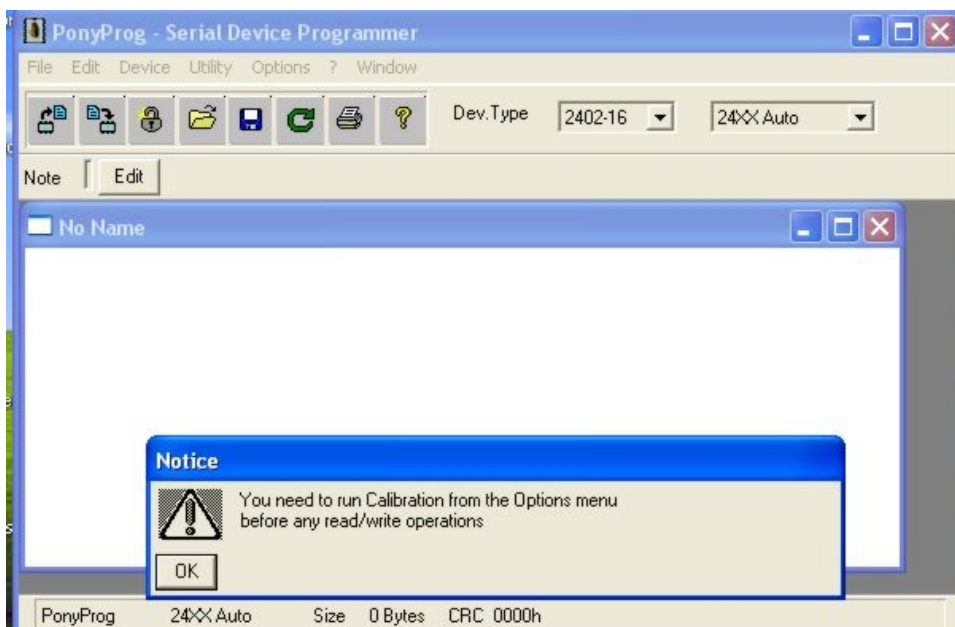 PonyProg - Serial Device Programmer
File Edit Device Utility Options ? Window
Dev.Type 2402-16 24XX Auto
Note Edit
No Name
Notice
You need to run Calibration from the Options menu
before any read/write operations
OK
PonyProg 24XX Auto Size 0 Bytes CRC 0000h